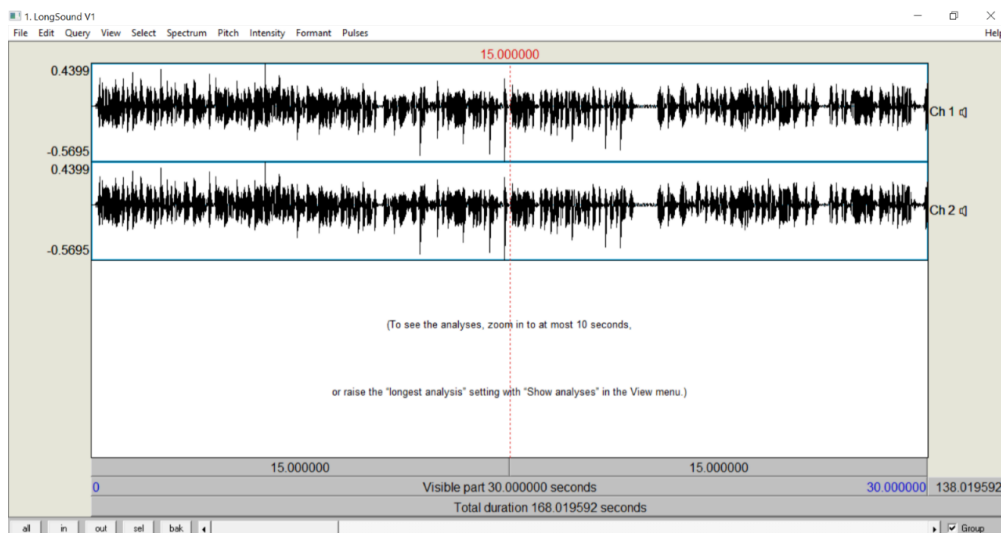 1. LongSound V1
File Edit Query View Select Spectrum Pitch Intensity Formant Pulses Help
15.000000
0.4399
Ch 1
-0.5695
0.4399
Ch 2
-0.5695
(To see the analyses, zoom in to at most 10 seconds,
or raise the "longest analysis" setting with "Show analyses" in the View menu.)
15.000000 15.000000
0 Visible part 30.000000 seconds 30.000000 138.019592
Total duration 168.019592 seconds
all in out sel bak Group